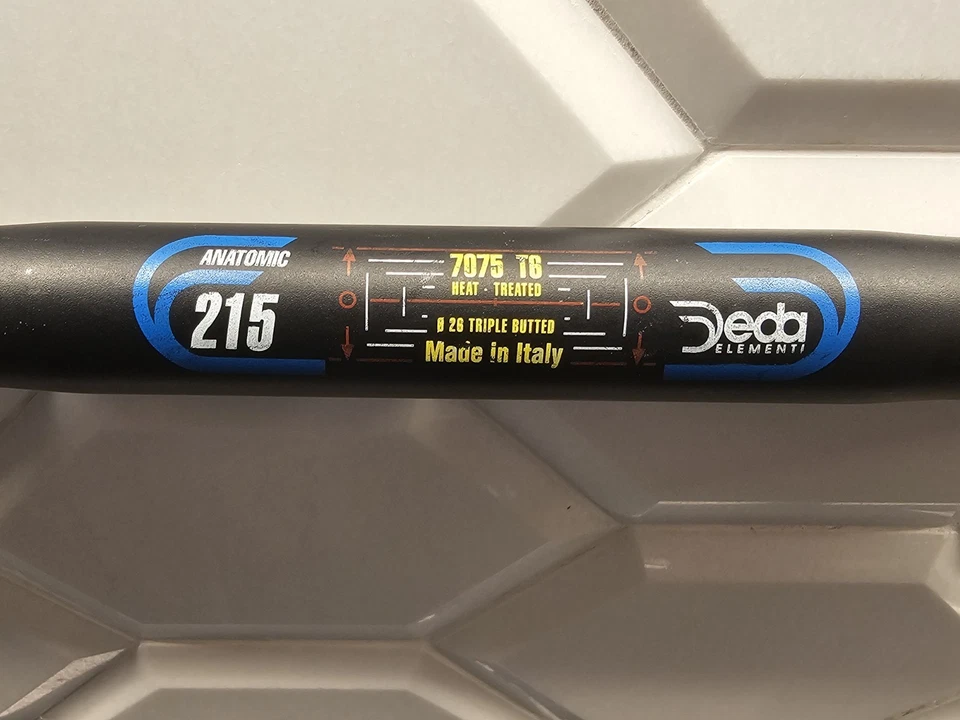 ANATOMIC
215
7075 T6
HEAT - TREATED
Ø 26 TRIPLE BUTTED
Made in Italy
Deda
ELEMENTI